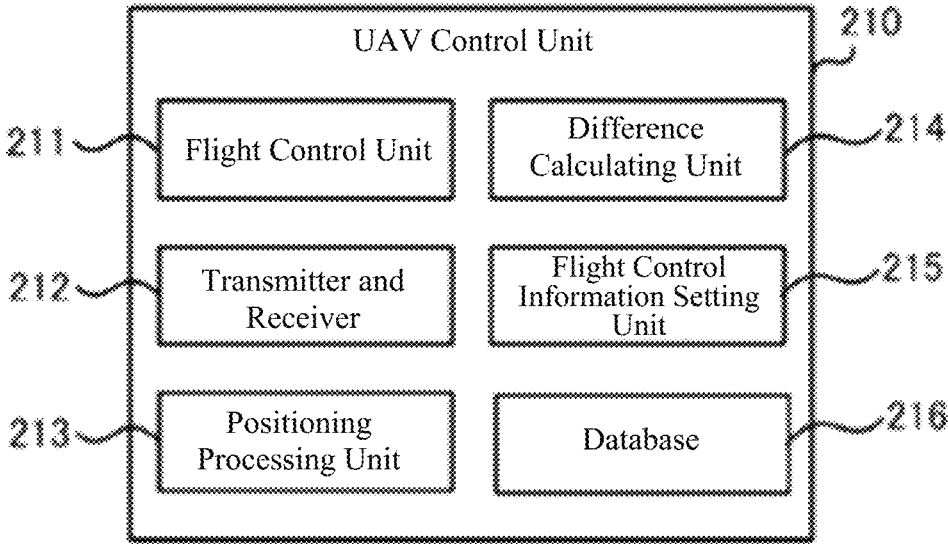 UAV Control Unit
210
211
Flight Control Unit
Difference
Calculating Unit
214
212
Transmitter and
Receiver
Flight Control
Information Setting
Unit
215
213
Positioning
Processing Unit
Database
216